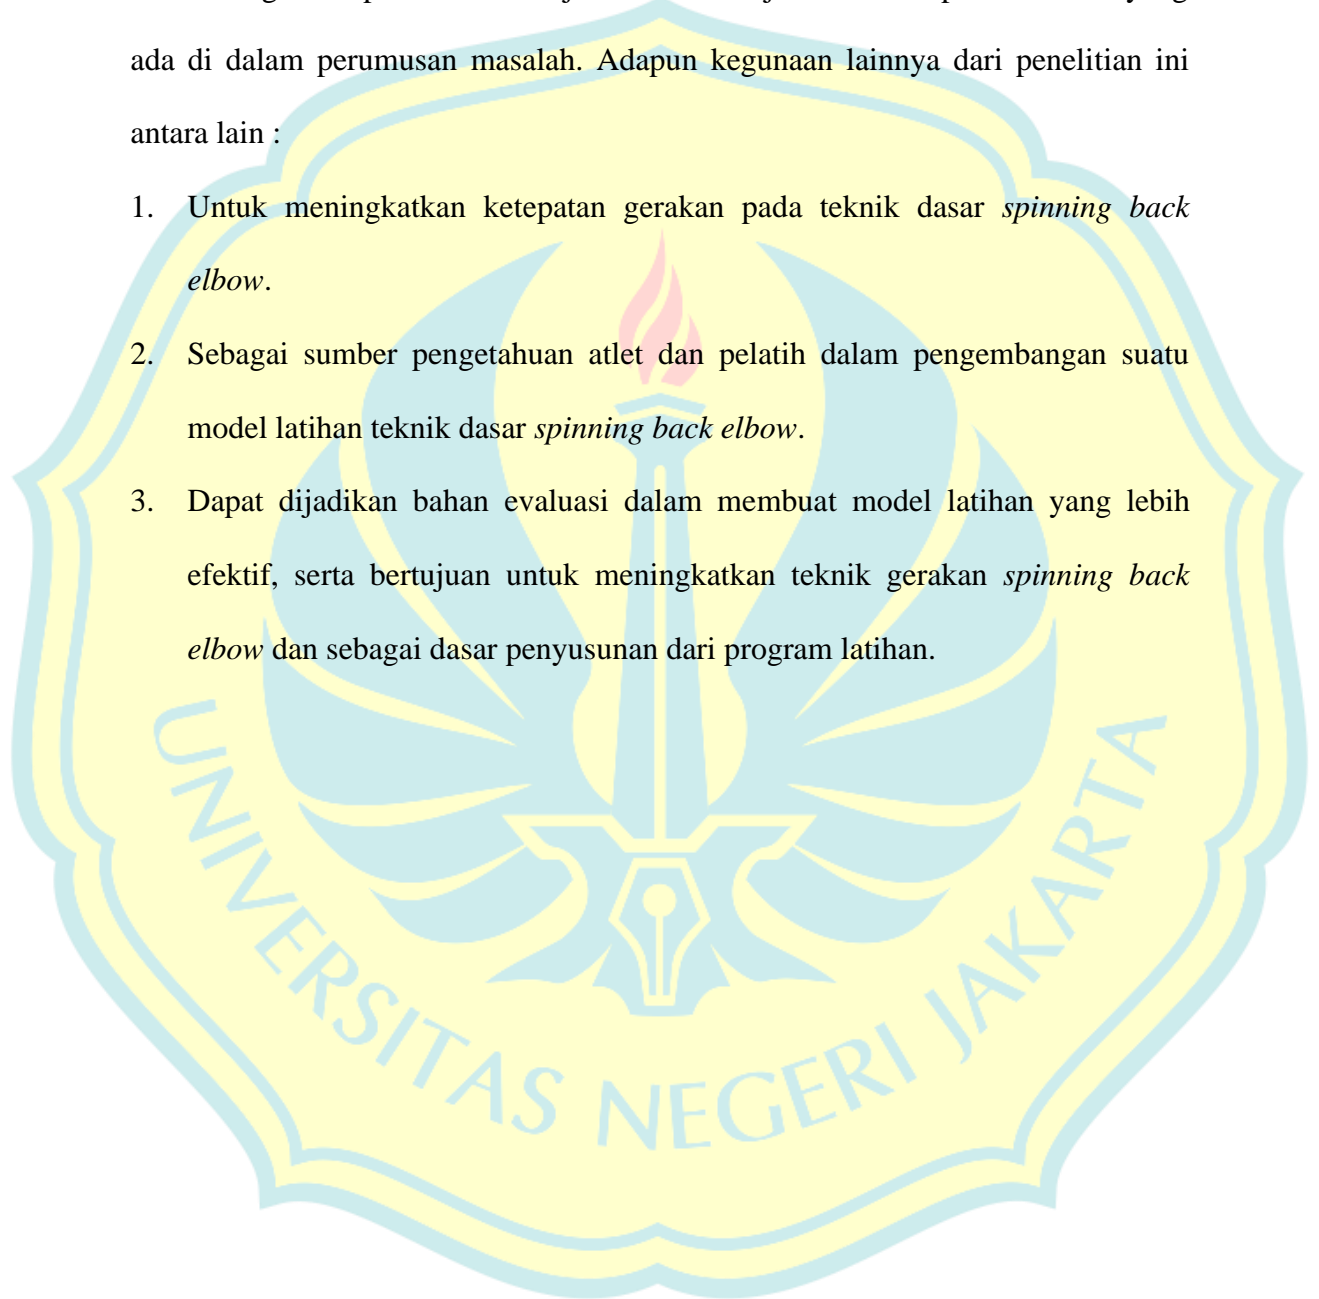 ada di dalam perumusan masalah. Adapun kegunaan lainnya dari penelitian ini
antara lain :
1. Untuk meningkatkan ketepatan gerakan pada teknik dasar spinning back
elbow.
2. Sebagai sumber pengetahuan atlet dan pelatih dalam pengembangan suatu
model latihan teknik dasar spinning back elbow.
3. Dapat dijadikan bahan evaluasi dalam membuat model latihan yang lebih
efektif, serta bertujuan untuk meningkatkan teknik gerakan spinning back
elbow dan sebagai dasar penyusunan dari program latihan.
UNIVERSITAS NEGERI JAKARTA